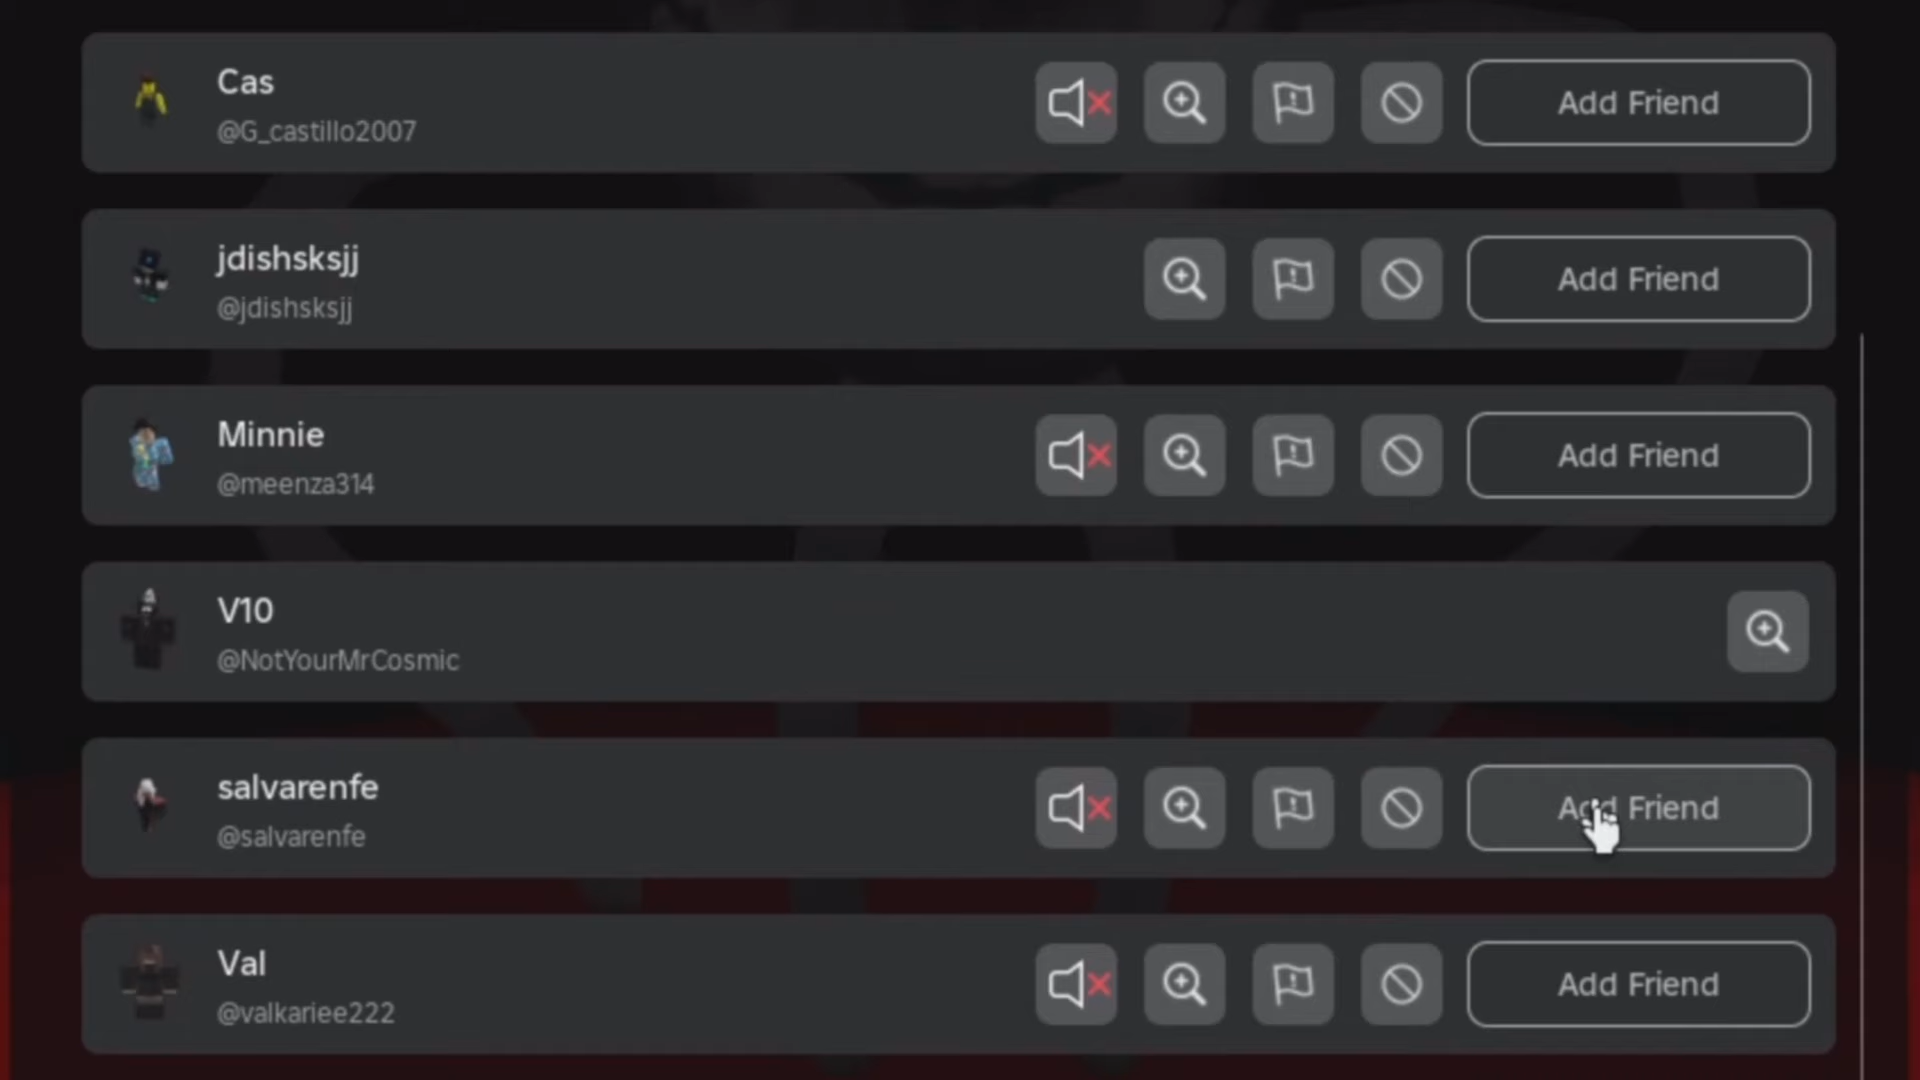 Cas
@G_castillo2007
Add Friend
jdishsksjj
@jdishsksjj
Add Friend
Minnie
@meenza314
Add Friend
V10
@NotYourMrCosmic
salvarenfe
@salvarenfe
Add Friend
Val
@valkariee222
Add Friend